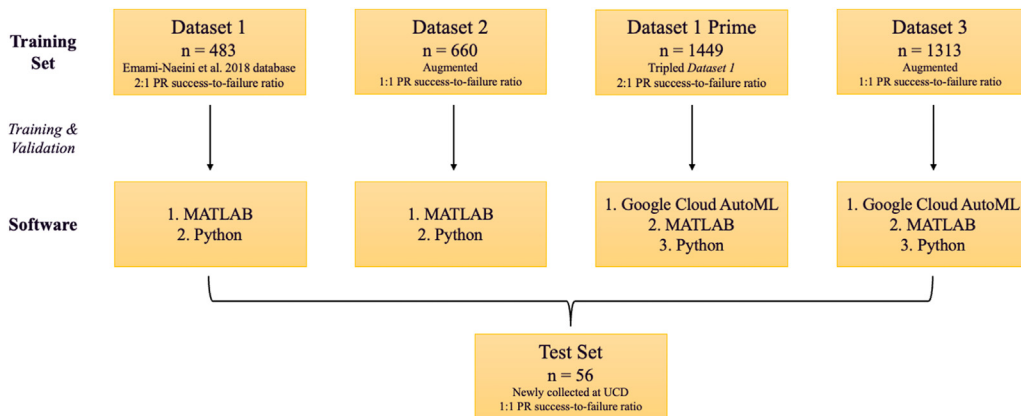 Training
Set
Dataset 1
n = 483
Emami-Naeini et al. 2018 database
2:1 PR success-to-failure ratio
Dataset 2
n = 660
Augmented
1:1 PR success-to-failure ratio
Dataset 1 Prime
n = 1449
Tripled Dataset 1
2:1 PR success-to-failure ratio
Dataset 3
n = 1313
Augmented
1:1 PR success-to-failure ratio
Training &
Validation
Software
1. MATLAB
2. Python
1. MATLAB
2. Python
1. Google Cloud AutoML
2. MATLAB
3. Python
1. Google Cloud AutoML
2. MATLAB
3. Python
Test Set
n = 56
Newly collected at UCD
1:1 PR success-to-failure ratio